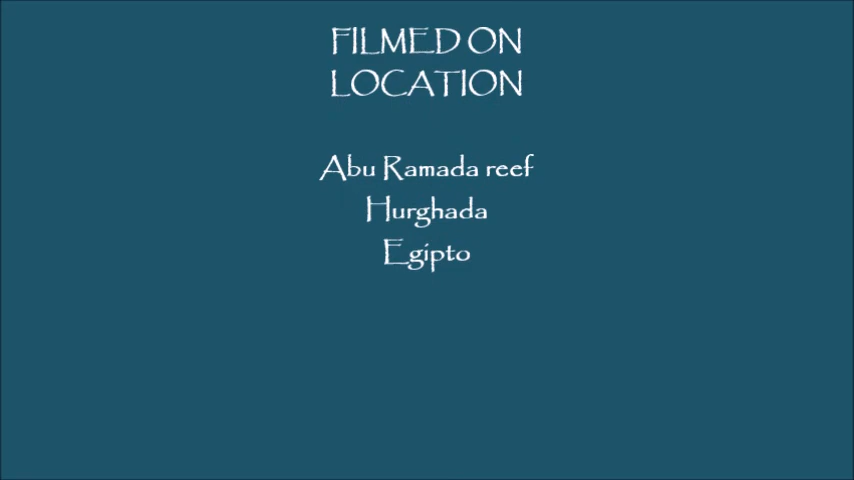 FILMED ON
LOCATION
Abu Ramada reef
Hurghada
Egipto